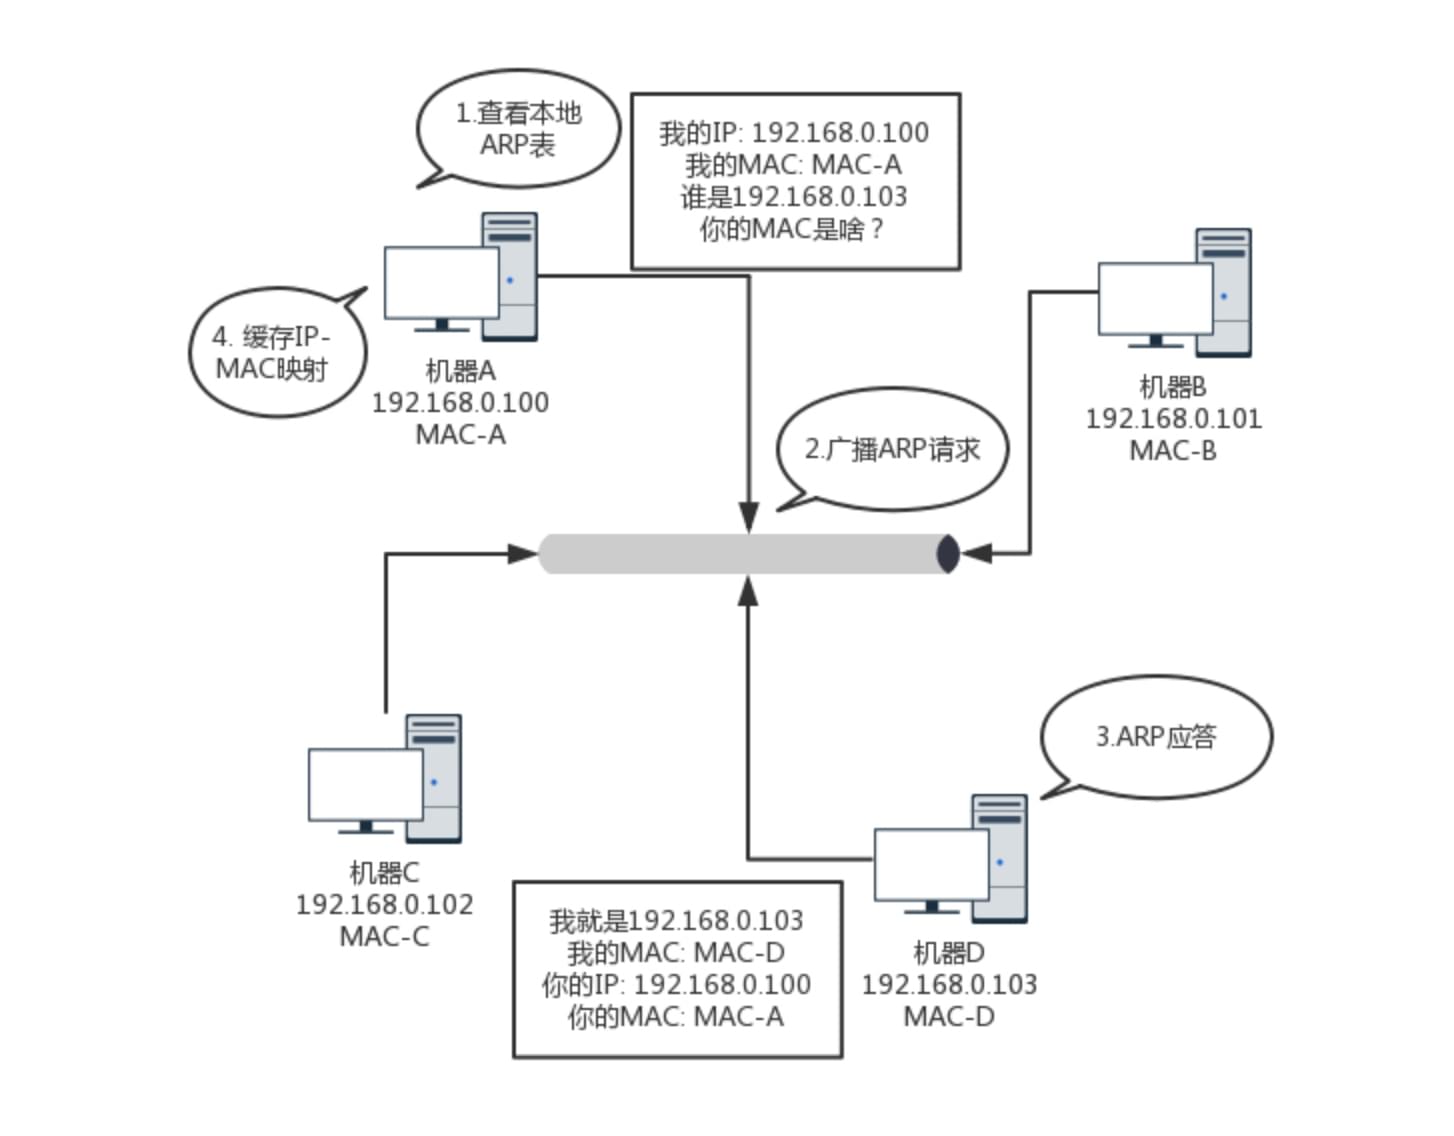 1.查看本地
ARP表
我的IP: 192.168.0.100
我的MAC: MAC-A
谁是192.168.0.103
你的MAC是啥？
4. 缓存IP-
MAC映射
机器A
192.168.0.100
MAC-A
机器B
192.168.0.101
MAC-B
2.广播ARP请求
3.ARP应答
机器C
192.168.0.102
MAC-C
我就是192.168.0.103
我的MAC: MAC-D
你的IP: 192.168.0.100
你的MAC: MAC-A
机器D
192.168.0.103
MAC-D